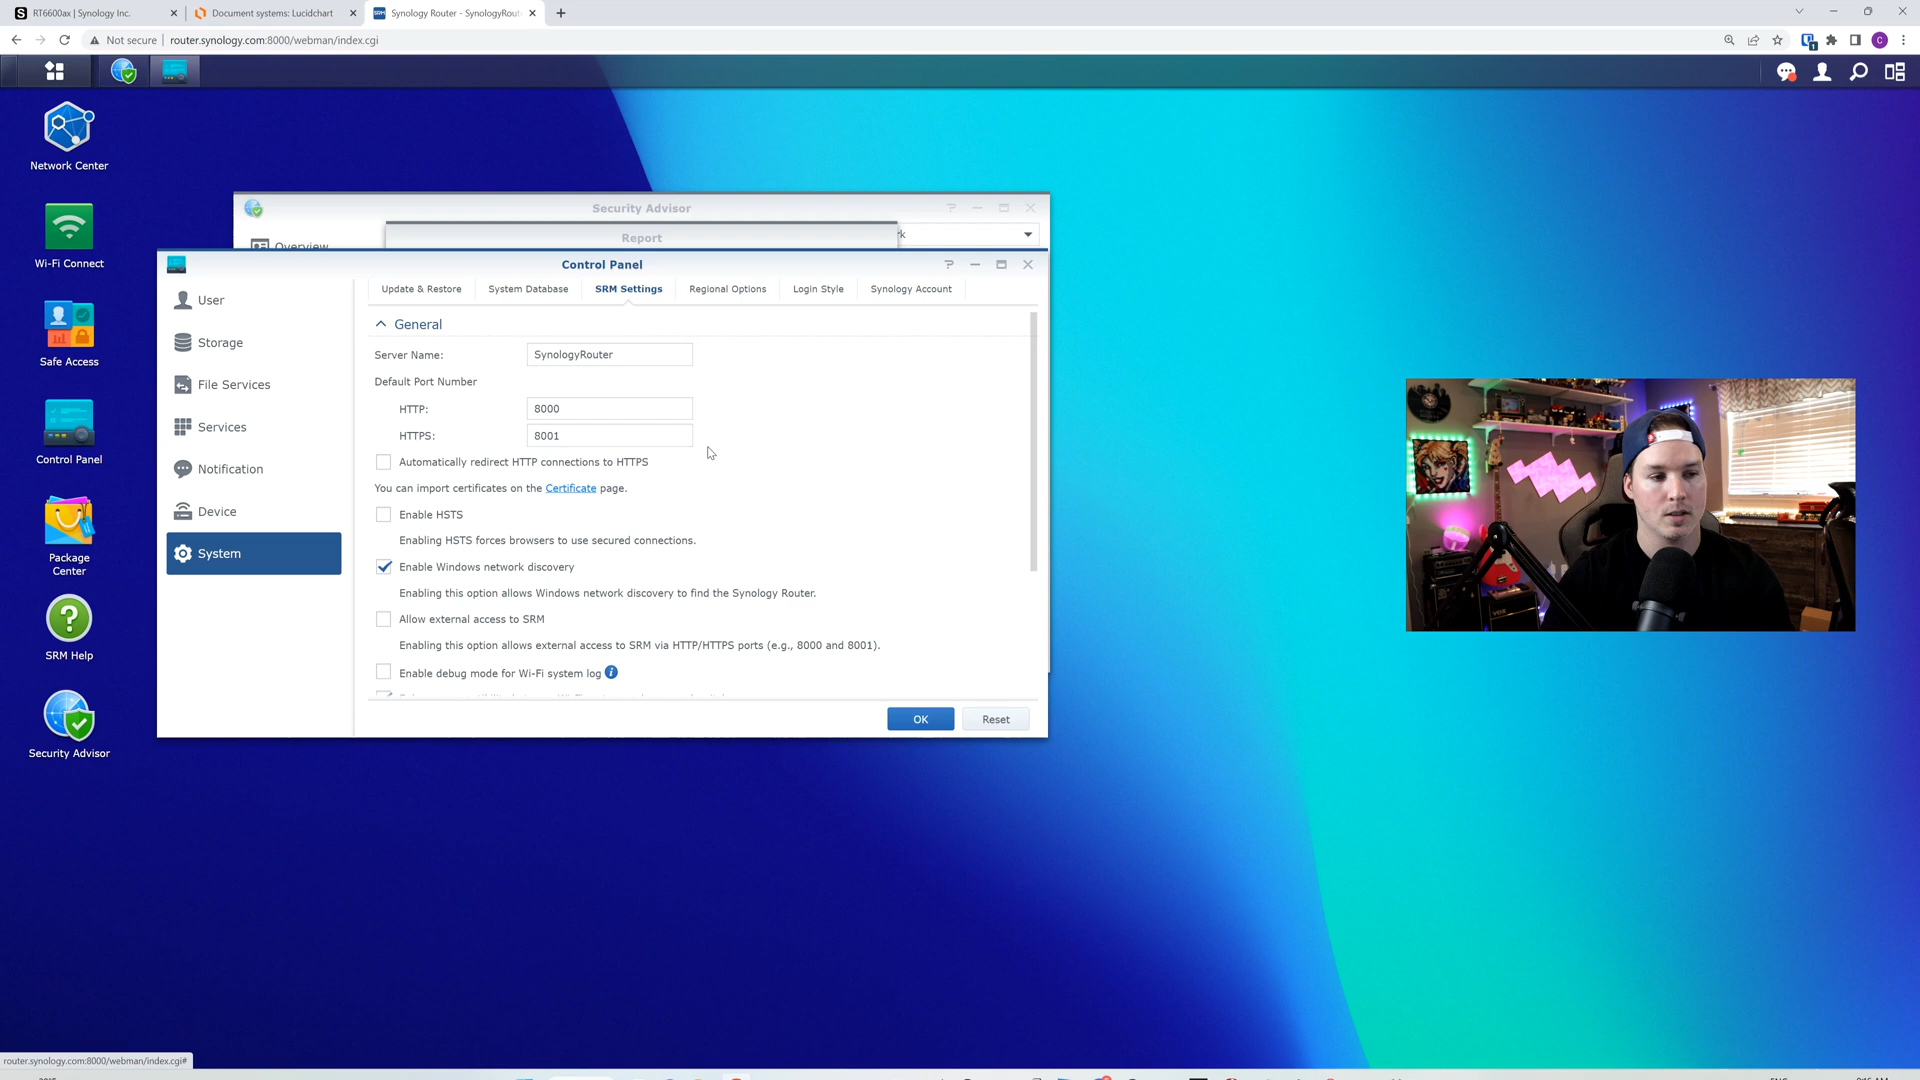 RT6600ax | Synology Inc.
Document systems: Lucidchart
Synology Router - SynologyRout
Not secure
router.synology.com:8000/webman/index.cgi
Network Center
Wi-Fi Connect
Safe Access
Control Panel
Package
Center
SRM Help
Security Advisor
Security Advisor
Report
Overview
Control Panel
User
Storage
File Services
Services
Notification
Device
System
Update & Restore
System Database
SRM Settings
Regional Options
Login Style
Synology Account
General
Server Name:
SynologyRouter
Default Port Number
HTTP:
8000
HTTPS:
8001
Automatically redirect HTTP connections to HTTPS
You can import certificates on the Certificate page.
Enable HSTS
Enabling HSTS forces browsers to use secured connections.
Enable Windows network discovery
Enabling this option allows Windows network discovery to find the Synology Router.
Allow external access to SRM
Enabling this option allows external access to SRM via HTTP/HTTPS ports (e.g., 8000 and 8001).
Enable debug mode for Wi-Fi system log
OK
Reset
router.synology.com:8000/webman/index.cgi#